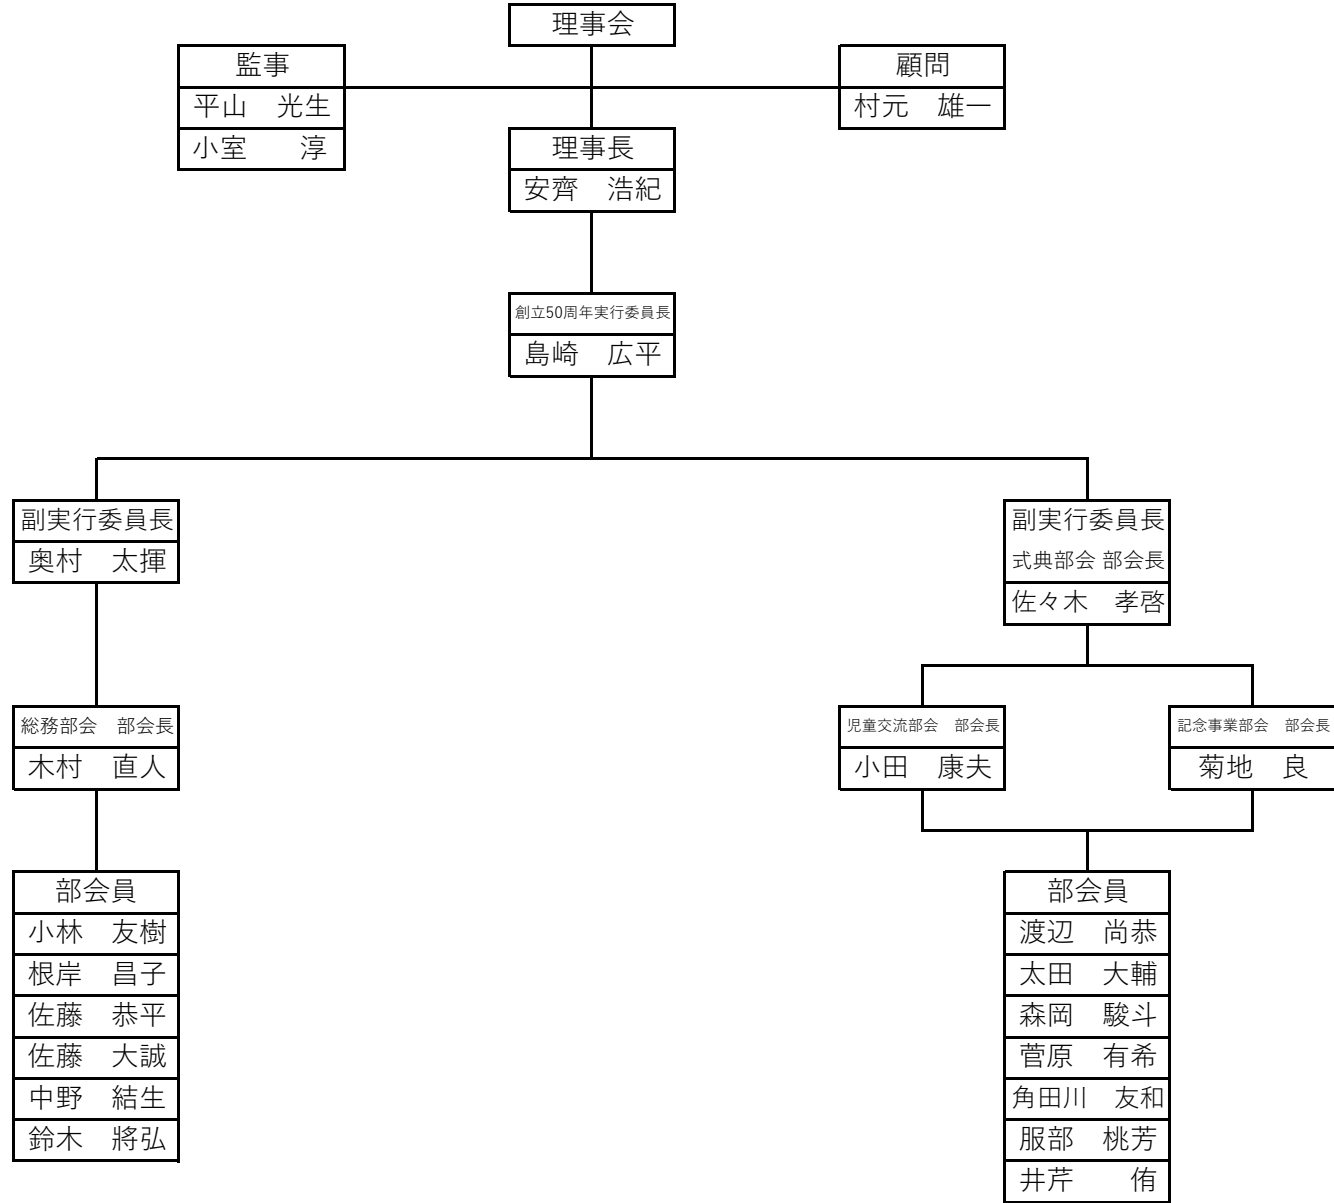 理事会
監事
平山　光生
小室　　淳
顧問
村元　雄一
理事長
安齊　浩紀
創立50周年実行委員長
島崎　広平
副実行委員長
奥村　太揮
副実行委員長
式典部会 部会長
佐々木　孝啓
総務部会　部会長
木村　直人
児童交流部会　部会長
小田　康夫
記念事業部会　部会長
菊地　良
部会員
小林　友樹
根岸　昌子
佐藤　恭平
佐藤　大誠
中野　結生
鈴木　將弘
部会員
渡辺　尚恭
太田　大輔
森岡　駿斗
菅原　有希
角田川　友和
服部　桃芳
井芹　　侑